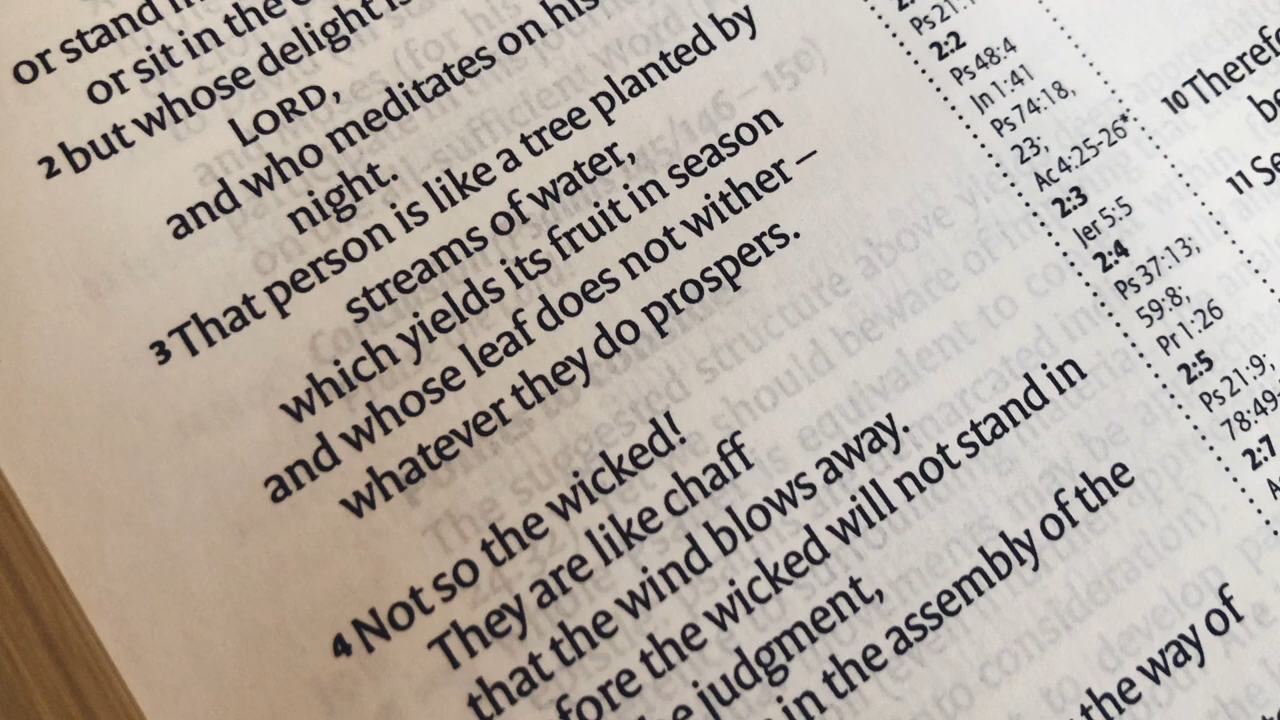 or stand in
or sit in the
2 but whose delight is
LORD,
and who meditates on his
night.
3 That person is like a tree planted by
streams of water,
which yields its fruit in season
and whose leaf does not wither –
whatever they do prospers.
4 Not so the wicked!
They are like chaff
that the wind blows away.
fore the wicked will not stand in
he judgment,
in the assembly of the
the way of
Ps 21:1
2:2
Ps 48:4
Jn 1:41
Ps 74:18,
23;
Ac 4:25-26*
2:3
Jer 5:5
2:4
Ps 37:13;
59:8;
Pr 1:26
2:5
Ps 21:9;
78:49-
2:7
10 Theref
be
11 Se